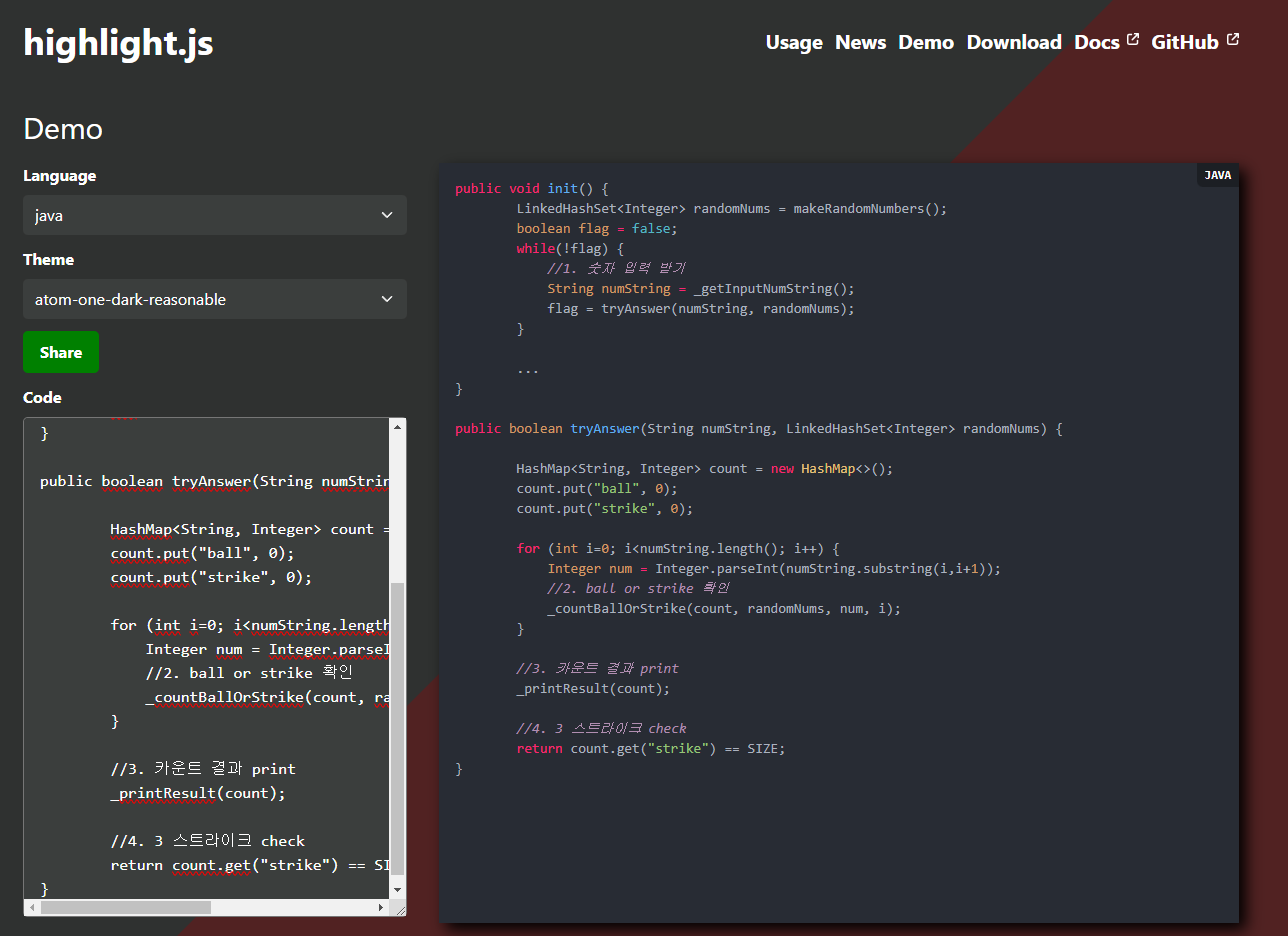 highlight.js
Usage News Demo Download Docs GitHub
Demo
Language
java
Theme
atom-one-dark-reasonable
Share
Code
}
public boolean tryAnswer(String numStrin
HashMap<String, Integer> count =
count.put("ball", 0);
count.put("strike", 0);
for (int i=0; i<numString.length
Integer num = Integer.parseI
//2. ball or strike 확인
_countBallOrStrike(count, ra
}
//3. 카운트 결과 print
_printResult(count);
//4. 3 스트라이크 check
return count.get("strike") == SI
}
JAVA
public void init() {
LinkedHashSet<Integer> randomNums = makeRandomNumbers();
boolean flag = false;
while(!flag) {
//1. 숫자 입력 받기
String numString = _getInputNumString();
flag = tryAnswer(numString, randomNums);
}
...
}
public boolean tryAnswer(String numString, LinkedHashSet<Integer> randomNums) {
HashMap<String, Integer> count = new HashMap<>();
count.put("ball", 0);
count.put("strike", 0);
for (int i=0; i<numString.length(); i++) {
Integer num = Integer.parseInt(numString.substring(i,i+1));
//2. ball or strike 확인
_countBallOrStrike(count, randomNums, num, i);
}
//3. 카운트 결과 print
_printResult(count);
//4. 3 스트라이크 check
return count.get("strike") == SIZE;
}